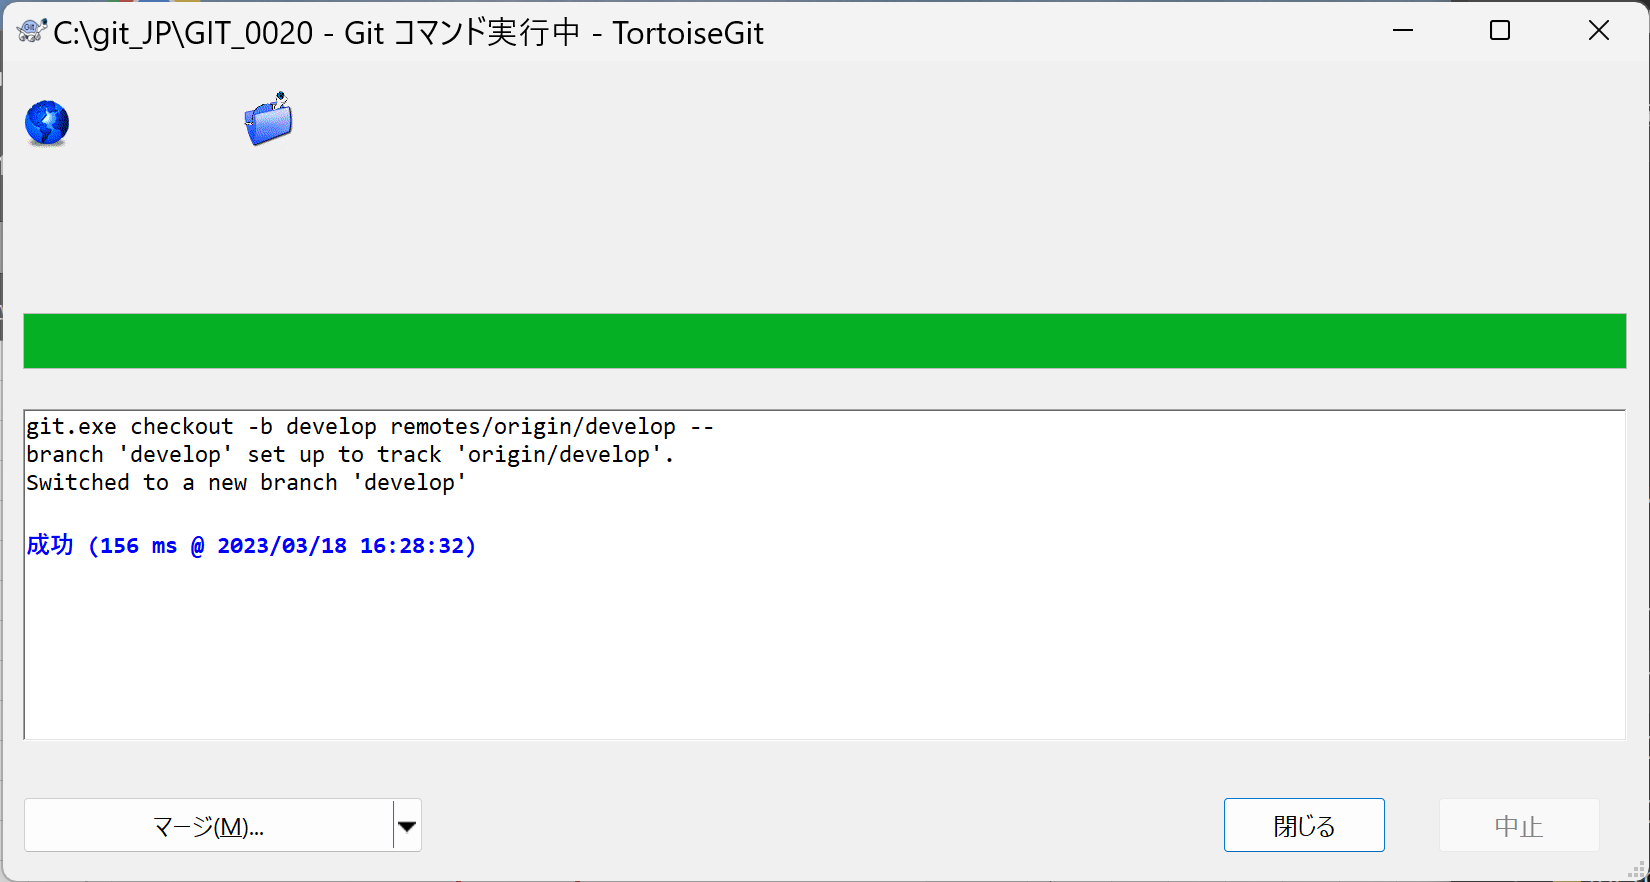 C:\git_JP\GIT_0020 - Git コマンド実行中 - TortoiseGit
git.exe checkout -b develop remotes/origin/develop --
branch 'develop' set up to track 'origin/develop'.
Switched to a new branch 'develop'
成功 (156 ms @ 2023/03/18 16:28:32)
マージ(M)...
閉じる
中止